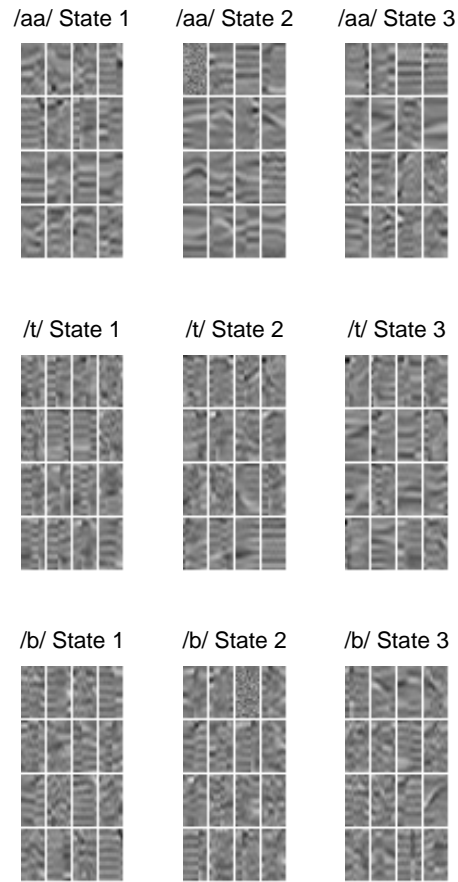 /aa/ State 1 /aa/ State 2 /aa/ State 3
/t/ State 1 /t/ State 2 /t/ State 3
/b/ State 1 /b/ State 2 /b/ State 3